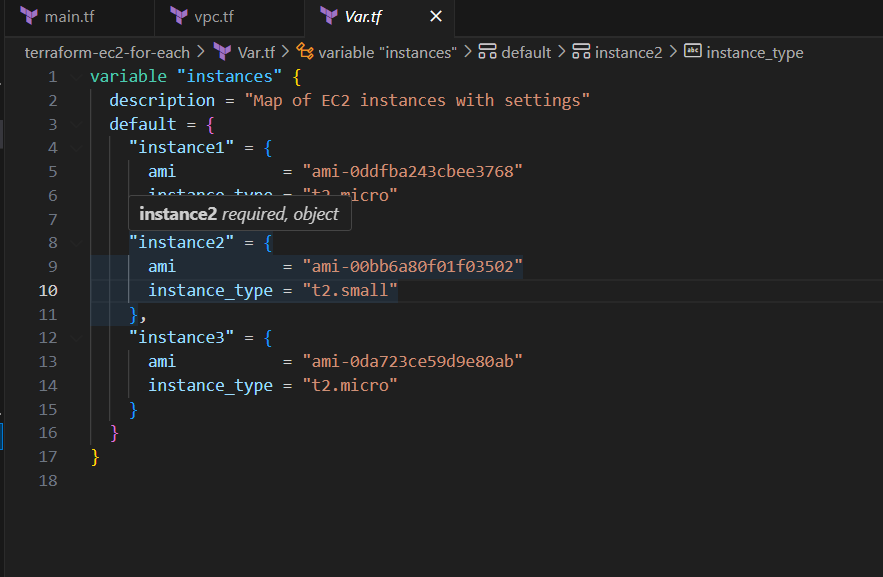 main.tf vpc.tf Var.tf
terraform-ec2-for-each > Var.tf > variable "instances" > default > instance2 > instance_type
1 variable "instances" {
2 description = "Map of EC2 instances with settings"
3 default = {
4 "instance1" = {
5 ami = "ami-0ddfba243cbee3768"
6 instance_type = "t2.micro"
7
instance2 required, object
8 "instance2" = {
9 ami = "ami-00bb6a80f01f03502"
10 instance_type = "t2.small"
11 },
12 "instance3" = {
13 ami = "ami-0da723ce59d9e80ab"
14 instance_type = "t2.micro"
15 }
16 }
17 }
18